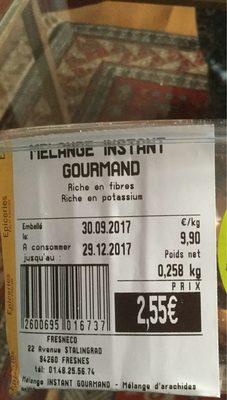 MELANGE INSTANT
GOURMAND
Riche en fibres
Riche en potassium
Emballé
le:
30.09.2017
€/kg
9,90
A consommer
jusqu'au :
29.12.2017
Poids net
0,258 kg
PRIX
2,55€
2600695 016737
FRESNECO
22 Avenue STALINGRAD
94260 FRESNES
tél: 01.48.25.56.74
Mélange INSTANT GOURMAND - Mélange d'arachides
Epiceries